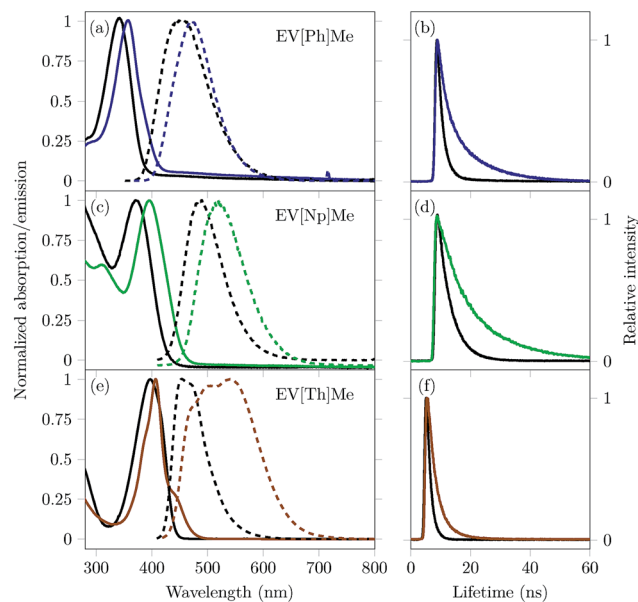 (a)
EV[Ph]Me
1
0.75
0.5
0.25
0
(b)
1
0
(c)
EV[Np]Me
1
0.75
0.5
0.25
0
(d)
1
0
(e)
EV[Th]Me
1
0.75
0.5
0.25
0
(f)
1
0
300 400 500 600 700 800
0 20 40 60
Wavelength (nm)
Lifetime (ns)
Normalized absorption/emission
Relative intensity